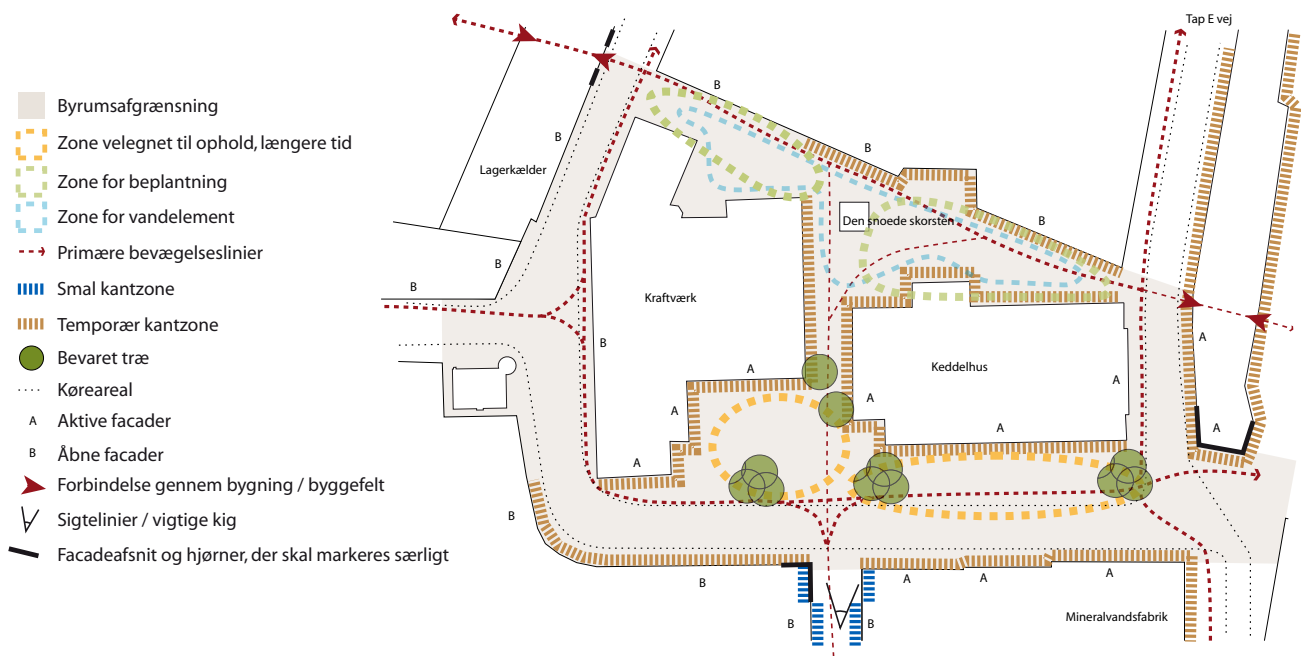 Byrumsafgrænsning
Zone velegnet til ophold, længere tid
Zone for beplantning
Zone for vandelement
Primære bevægelseslinier
Smal kantzone
Temporær kantzone
Bevaret træ
Køreareal
A Aktive facader
B Åbne facader
Forbindelse gennem bygning / byggefelt
Sigtelinier / vigtige kig
Facadeafsnit og hjørner, der skal markeres særligt
Tap E vej
B
B
B
Lagerkælder
B
Den snoede skorsten
B
B
B
Kraftværk
B
A
A
Keddelhus
A
A
A
A
A
A
A
B
B
A
A
A
B
B
Mineralvandsfabrik